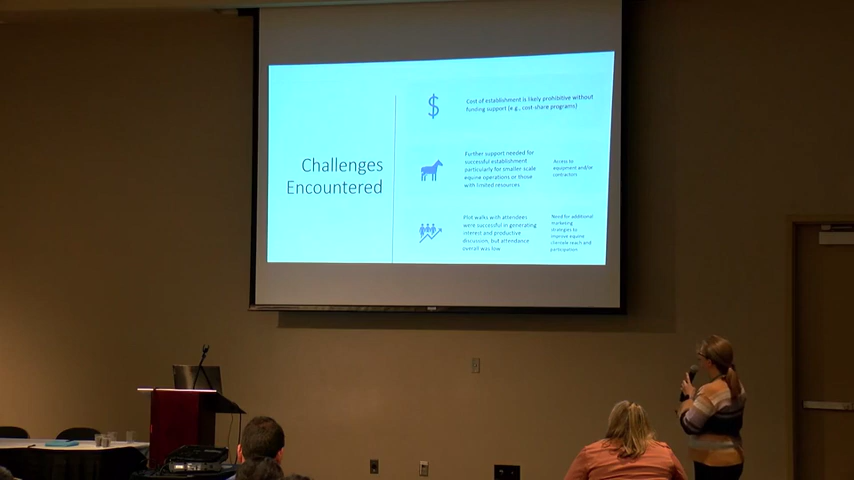 Challenges
Encountered
$
Cost of establishment is likely prohibitive without
funding support (e.g., cost-share programs)
Further support needed for
successful establishment
particularly for smaller scale
equine operations or those
with limited resources
Access to
equipment and/or
contractors
Plot walks with attendees
were successful in generating
interest and productive
discussion, but attendance
overall was low.
Need for additional
marketing
strategies to
improve equine
clientele reach and
participation